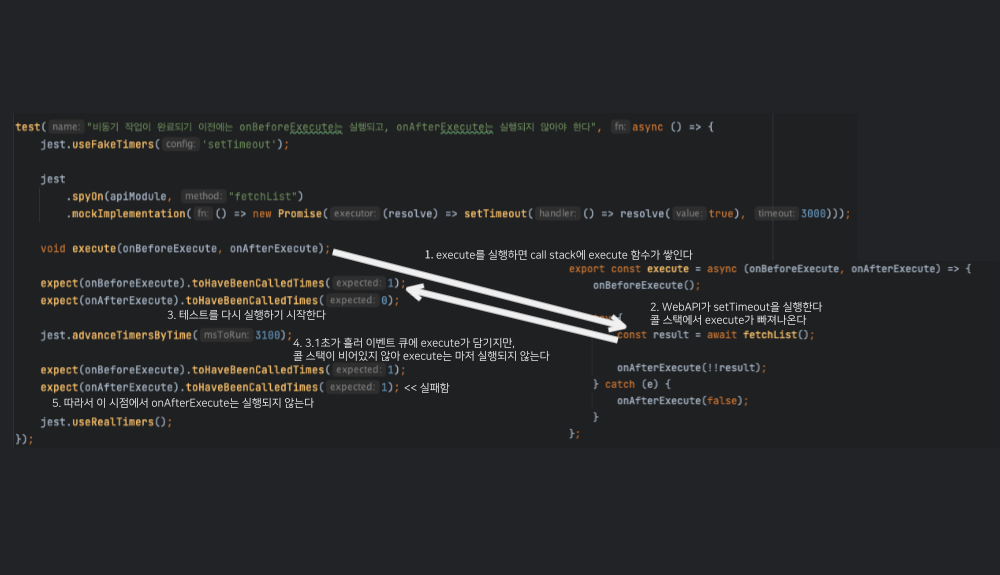 test( name: "비동기 작업이 완료되기 이전에는 onBeforeExecute는 실행되고, onAfterExecute는 실행되지 않아야 한다", fn: async () => {
jest.useFakeTimers( config: 'setTimeout');
jest
.spyOn(apiModule, method: "fetchList")
.mockImplementation( fn: () => new Promise( executor: (resolve) => setTimeout( handler: () => resolve( value: true), timeout: 3000)));
void execute(onBeforeExecute, onAfterExecute);
1. execute를 실행하면 call stack에 execute 함수가 쌓인다
expect(onBeforeExecute).toHaveBeenCalledTimes( expected: 1);
expect(onAfterExecute).toHaveBeenCalledTimes( expected: 0);
3. 테스트를 다시 실행하기 시작한다
jest.advanceTimersByTime( msToRun: 3100);
4. 3.1초가 흘러 이벤트 큐에 execute가 담기지만,
콜 스택이 비어있지 않아 execute는 마저 실행되지 않는다
expect(onBeforeExecute).toHaveBeenCalledTimes( expected: 1);
expect(onAfterExecute).toHaveBeenCalledTimes( expected: 1); << 실패함
5. 따라서 이 시점에서 onAfterExecute는 실행되지 않는다
jest.useRealTimers();
});
export const execute = async (onBeforeExecute, onAfterExecute) => {
onBeforeExecute();
2. WebAPI가 setTimeout을 실행한다
콜 스택에서 execute가 빠져나온다
{
const result = await fetchList();
onAfterExecute(!!result);
} catch (e) {
onAfterExecute(false);
}
};